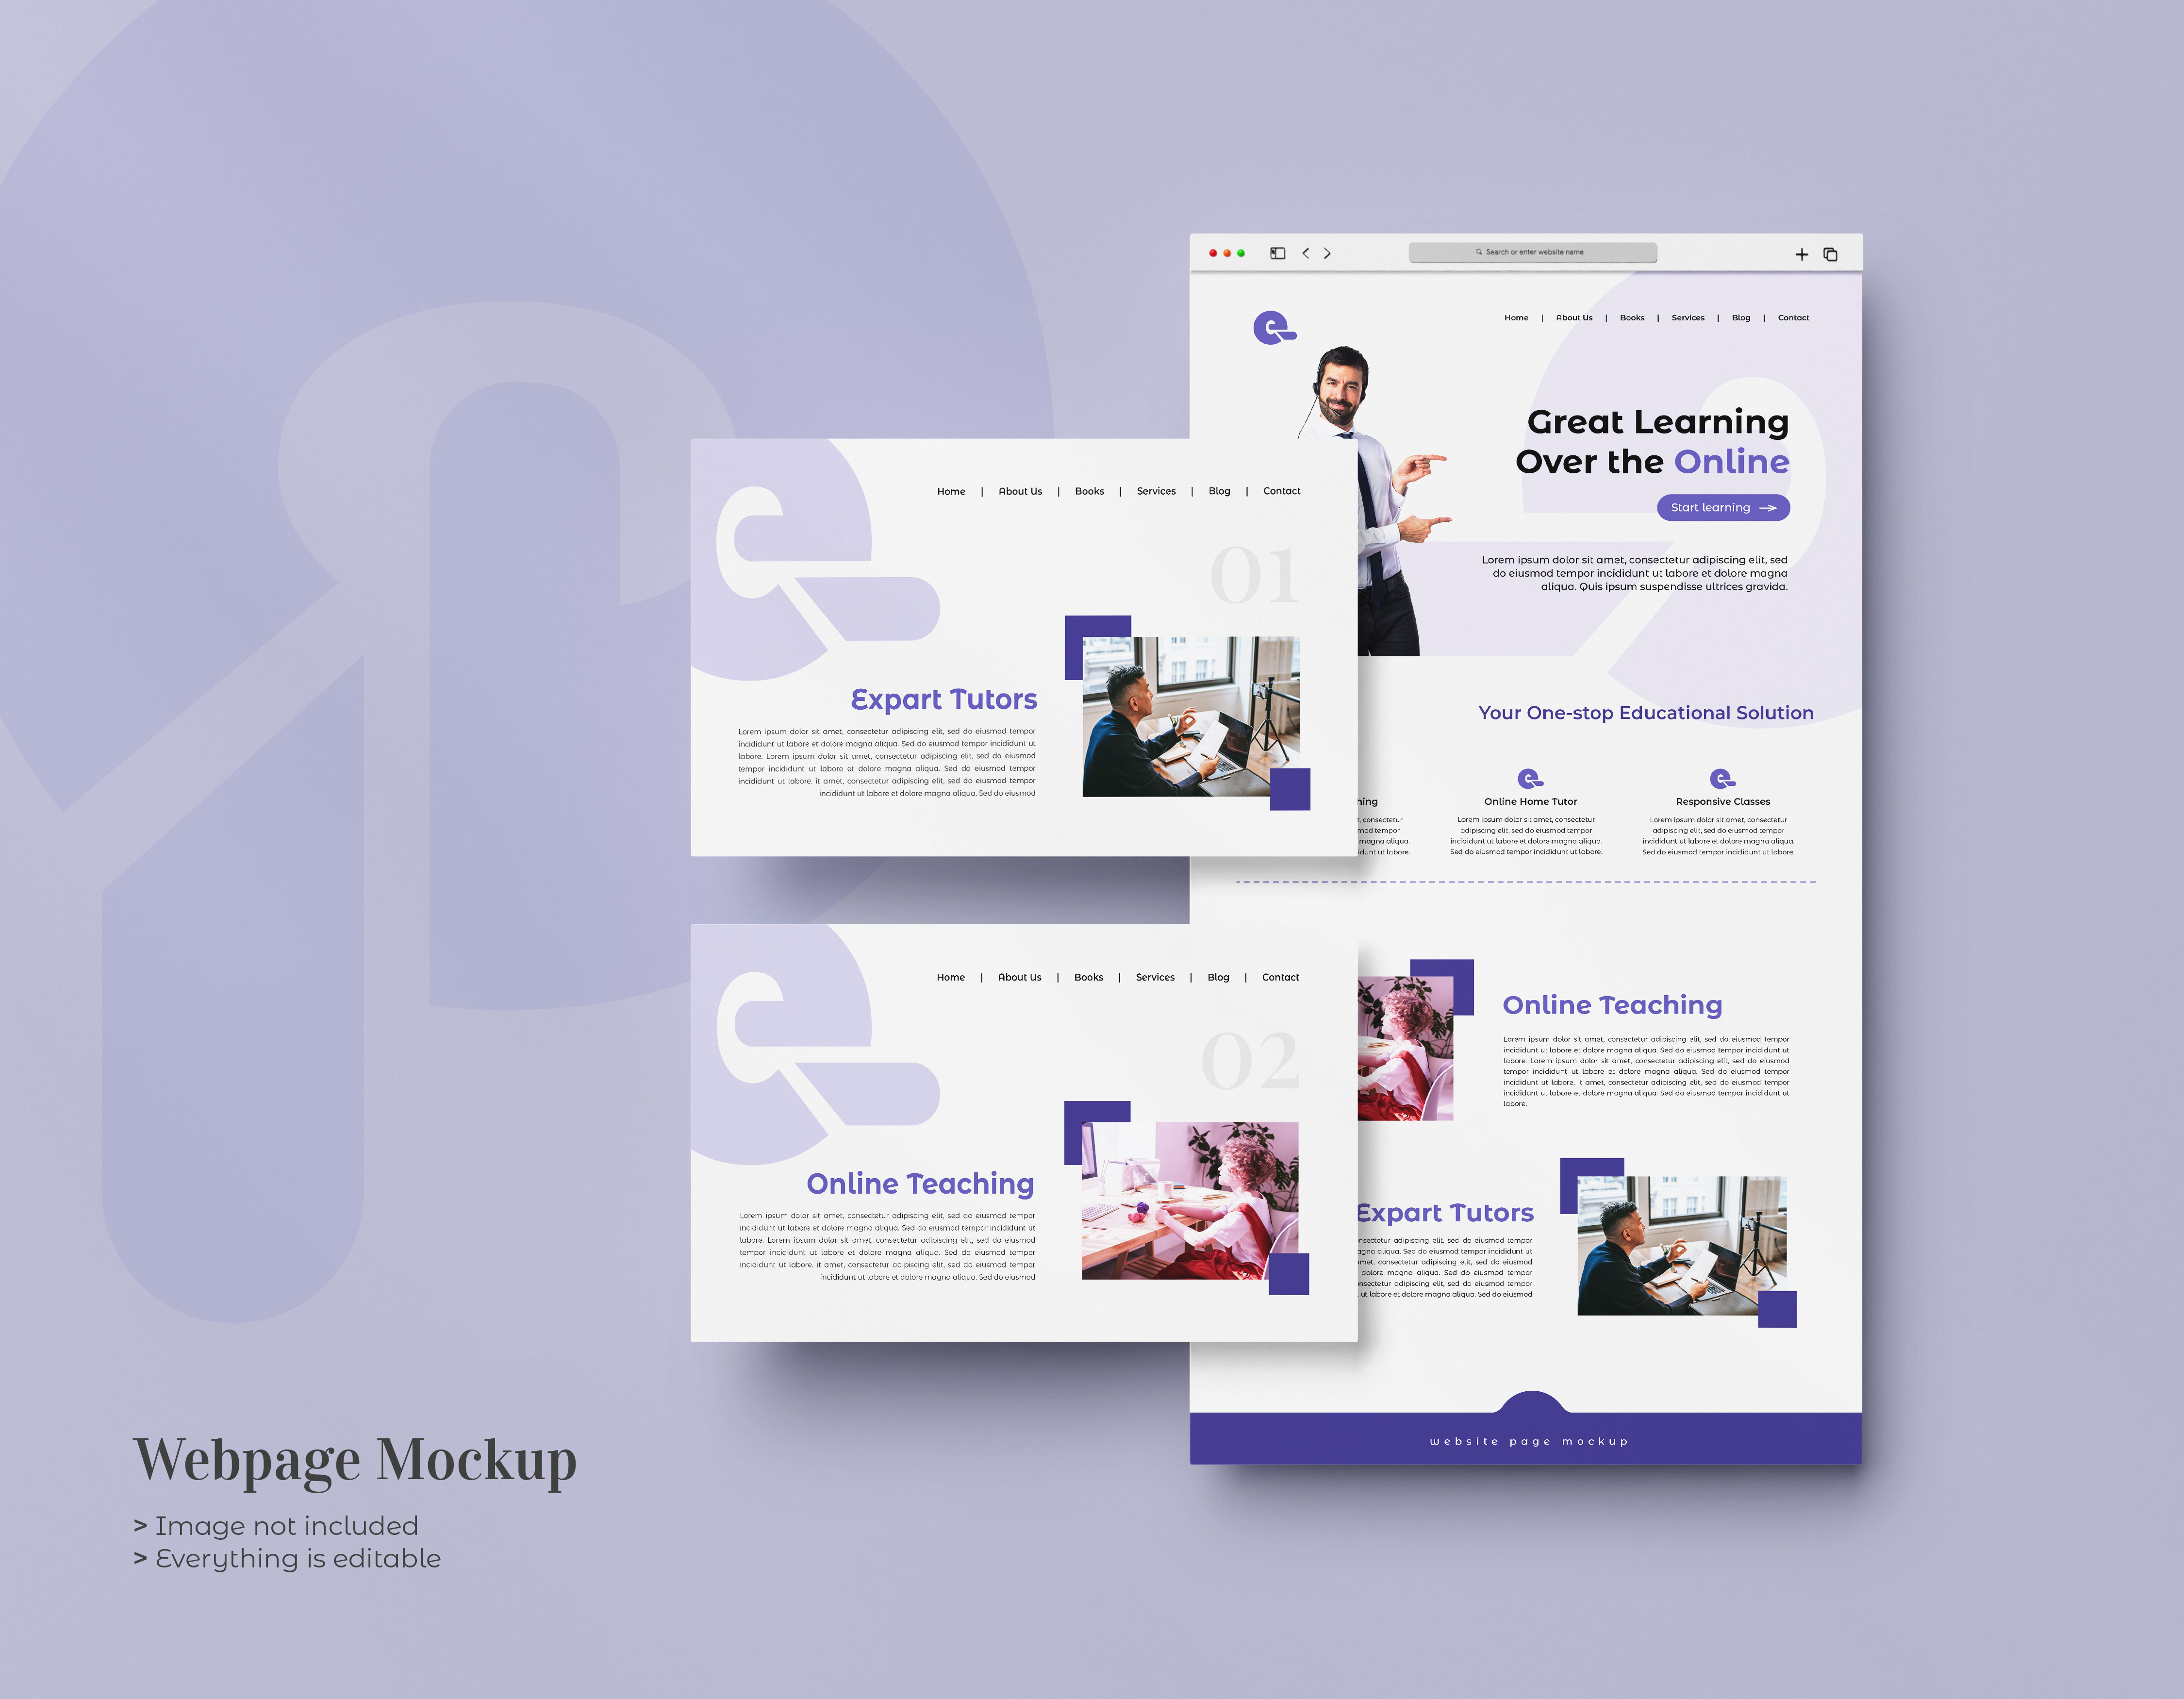 Search or enter website name
Home | About Us | Books | Services | Blog | Contact
Great Learning
Over the Online
Start learning
Lorem ipsum dolor sit amet, consectetur adipiscing elit, sed
do eiusmod tempor incididunt ut labore et dolore magna
aliqua. Quis ipsum suspendisse ultrices gravida.
Your One-stop Educational Solution
Online Home Tutor
Lorem ipsum dolor sit amet, consectetur
adipiscing elit, sed do eiusmod tempor
incididunt ut labore et dolore magna aliqua.
Sed do eiusmod tempor incididunt ut labore.
Responsive Classes
Lorem ipsum dolor sit amet, consectetur
adipiscing elit, sed do eiusmod tempor
incididunt ut labore et dolore magna aliqua.
Sed do eiusmod tempor incididunt ut labore.
consectetur
tempor
magna aliqua.
ut labore.
Online Teaching
Lorem ipsum dolor sit amet, consectetur adipiscing elit, sed do eiusmod tempor
incididunt ut labore et dolore magna aliqua. Sed do eiusmod tempor incididunt ut
labore. Lorem ipsum dolor sit amet, consectetur adipiscing elit, sed do eiusmod
tempor incididunt ut labore et dolore magna aliqua. Sed do eiusmod tempor
incididunt ut labore. it amet, consectetur adipiscing elit, sed do eiusmod tempor
incididunt ut labore et dolore magna aliqua. Sed do eiusmod tempor incididunt ut
labore.
Expart Tutors
adipiscing elit, sed do eiusmod tempor
aliqua. Sed do eiusmod tempor incididunt ut
consectetur adipiscing elit, sed do eiusmod
dolore magna aliqua. Sed do eiusmod tempor
adipiscing elit, sed do eiusmod tempor
ut labore et dolore magna aliqua. Sed do eiusmod
website page mockup
Home | About Us | Books | Services | Blog | Contact
01
Expart Tutors
Lorem ipsum dolor sit amet, consectetur adipiscing elit, sed do eiusmod tempor
incididunt ut labore et dolore magna aliqua. Sed do eiusmod tempor incididunt ut
labore. Lorem ipsum dolor sit amet, consectetur adipiscing elit, sed do eiusmod
tempor incididunt ut labore et dolore magna aliqua. Sed do eiusmod tempor
incididunt ut labore. it amet, consectetur adipiscing elit, sed do eiusmod tempor
incididunt ut labore et dolore magna aliqua. Sed do eiusmod
Home | About Us | Books | Services | Blog | Contact
02
Online Teaching
Lorem ipsum dolor sit amet, consectetur adipiscing elit, sed do eiusmod tempor
incididunt ut labore et dolore magna aliqua. Sed do eiusmod tempor incididunt ut
labore. Lorem ipsum dolor sit amet, consectetur adipiscing elit, sed do eiusmod
tempor incididunt ut labore et dolore magna aliqua. Sed do eiusmod tempor
incididunt ut labore. it amet, consectetur adipiscing elit, sed do eiusmod tempor
incididunt ut labore et dolore magna aliqua. Sed do eiusmod
Webpage Mockup
> Image not included
> Everything is editable